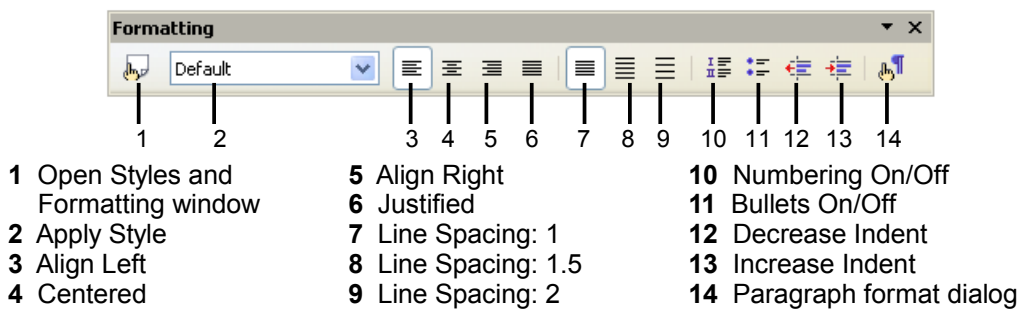 Formatting
Default
1 2 3 4 5 6 7 8 9 10 11 12 13 14
1 Open Styles and
Formatting window
2 Apply Style
3 Align Left
4 Centered
5 Align Right
6 Justified
7 Line Spacing: 1
8 Line Spacing: 1.5
9 Line Spacing: 2
10 Numbering On/Off
11 Bullets On/Off
12 Decrease Indent
13 Increase Indent
14 Paragraph format dialog